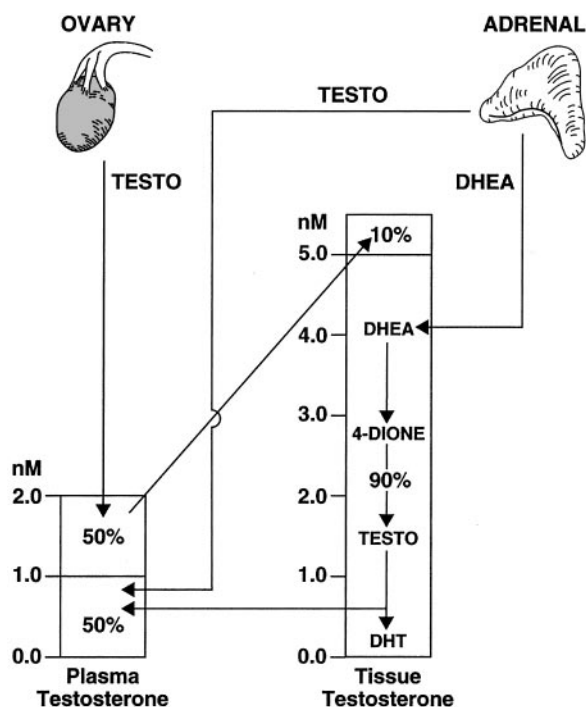 OVARY
ADRENAL
TESTO
TESTO
DHEA
nM
10%
5.0
4.0
DHEA
3.0
4-DIONE
nM
90%
2.0
2.0
50%
TESTO
1.0
1.0
50%
DHT
0.0
0.0
Plasma
Testosterone
Tissue
Testosterone